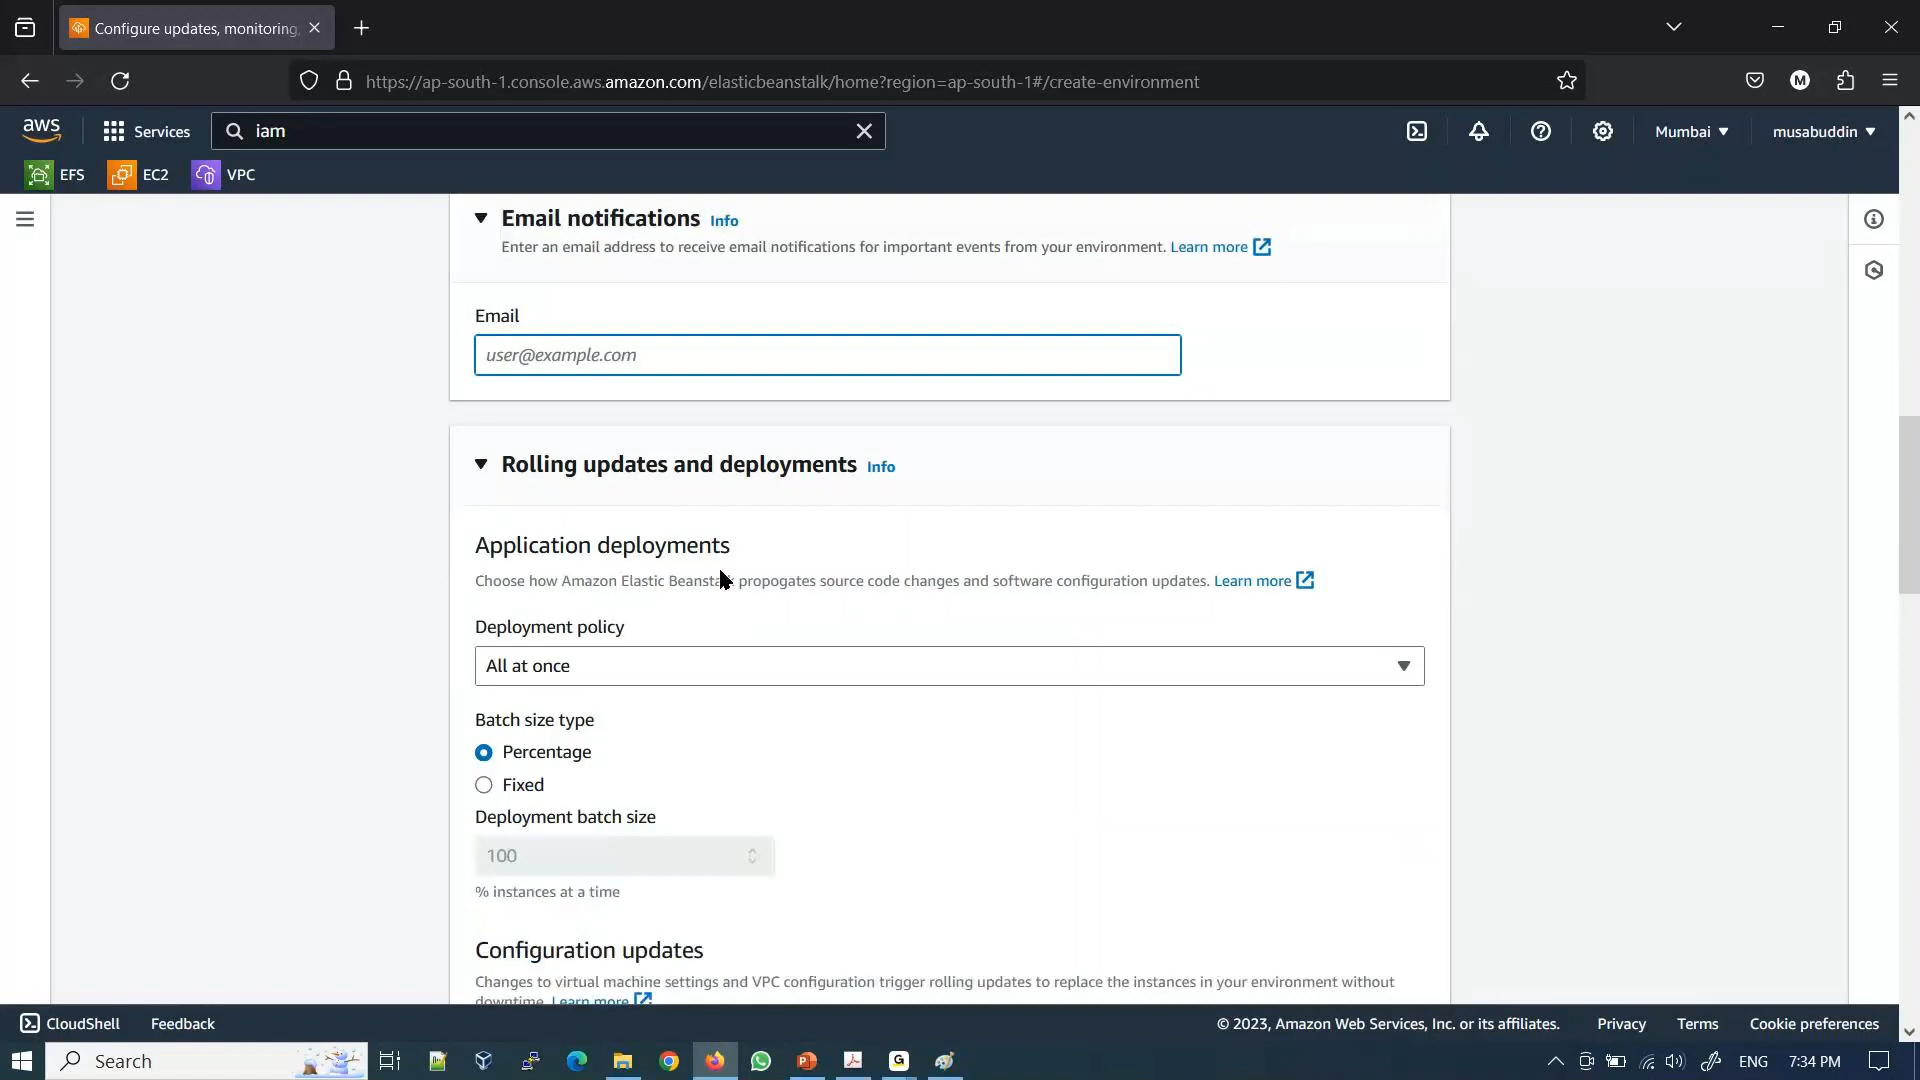 Configure updates, monitoring,
https://ap-south-1.console.aws.amazon.com/elasticbeanstalk/home?region=ap-south-1#/create-environment
M
aws
Services
iam
Mumbai
musabuddin
EFS
EC2
VPC
Email notifications Info
Enter an email address to receive email notifications for important events from your environment. Learn more
Email
user@example.com
Rolling updates and deployments Info
Application deployments
Choose how Amazon Elastic Beanstalk propogates source code changes and software configuration updates. Learn more
Deployment policy
All at once
Batch size type
Percentage
Fixed
Deployment batch size
100
% instances at a time
Configuration updates
Changes to virtual machine settings and VPC configuration trigger rolling updates to replace the instances in your environment without
downtime. Learn more
CloudShell
Feedback
© 2023, Amazon Web Services, Inc. or its affiliates.
Privacy
Terms
Cookie preferences
Search
G
ENG
7:34 PM